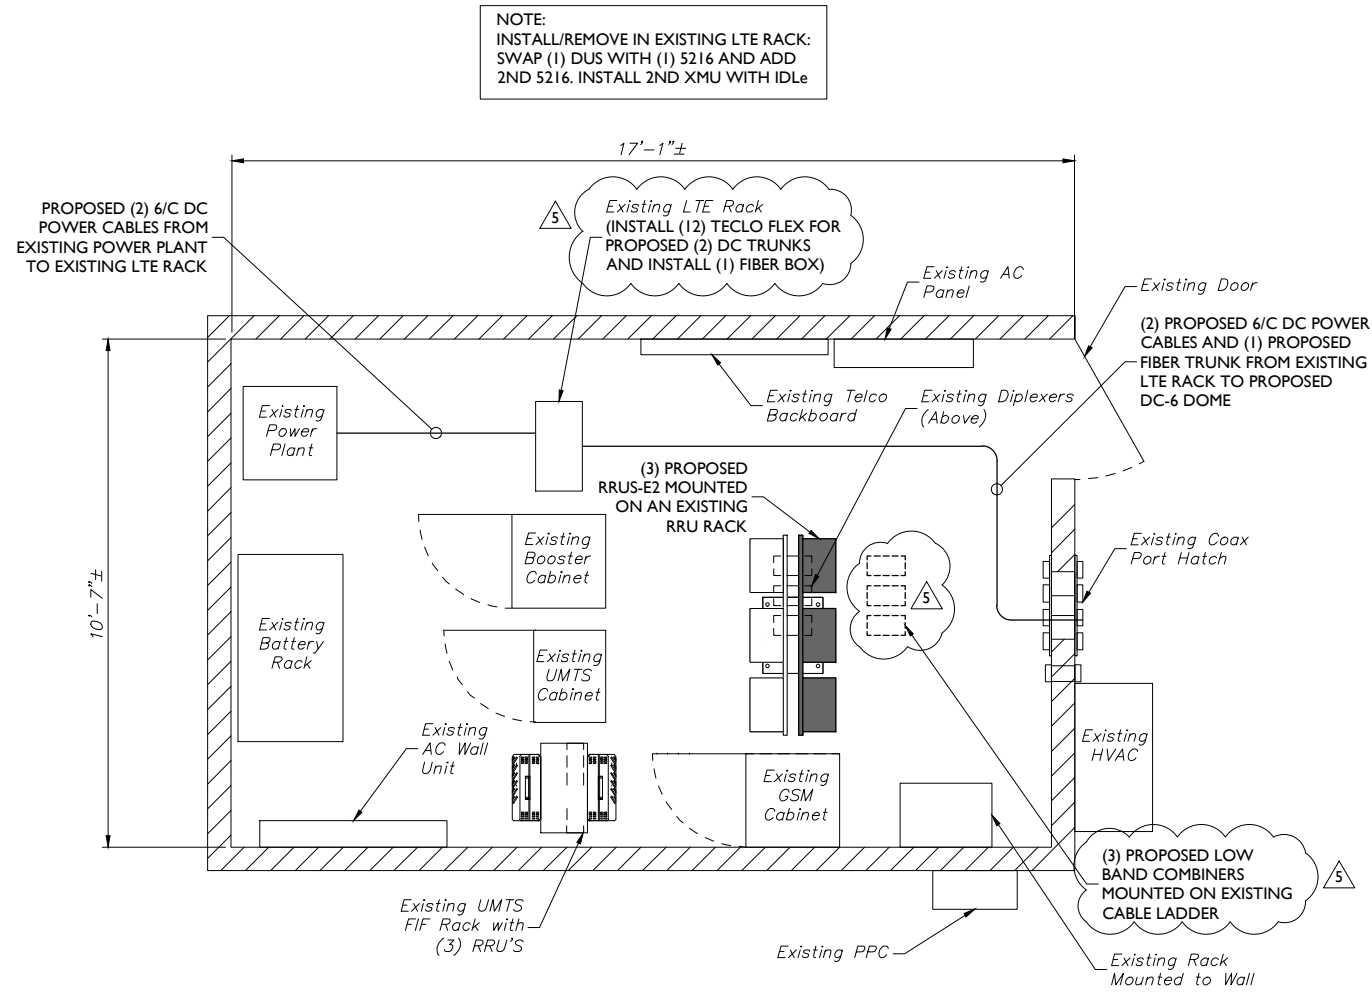 NOTE:
INSTALL/REMOVE IN EXISTING LTE RACK:
SWAP (1) DUS WITH (1) 5216 AND ADD
2ND 5216. INSTALL 2ND XMU WITH IDLe
17'-1"±
PROPOSED (2) 6/C DC
POWER CABLES FROM
EXISTING POWER PLANT
TO EXISTING LTE RACK
5
Existing LTE Rack
(INSTALL (12) TECLO FLEX FOR
PROPOSED (2) DC TRUNKS
AND INSTALL (1) FIBER BOX)
Existing AC
Panel
Existing Door
(2) PROPOSED 6/C DC POWER
CABLES AND (1) PROPOSED
FIBER TRUNK FROM EXISTING
LTE RACK TO PROPOSED
DC-6 DOME
Existing
Power
Plant
Existing Telco
Backboard
Existing Diplexers
(Above)
(3) PROPOSED
RRUS-E2 MOUNTED
ON AN EXISTING
RRU RACK
Existing
Booster
Cabinet
Existing Coax
Port Hatch
10'-7"±
5
Existing
Battery
Rack
Existing
UMTS
Cabinet
Existing
AC Wall
Unit
Existing
HVAC
Existing
GSM
Cabinet
(3) PROPOSED LOW
BAND COMBINERS
MOUNTED ON EXISTING
CABLE LADDER
5
Existing UMTS
FIF Rack with
(3) RRU'S
Existing PPC
Existing Rack
Mounted to Wall